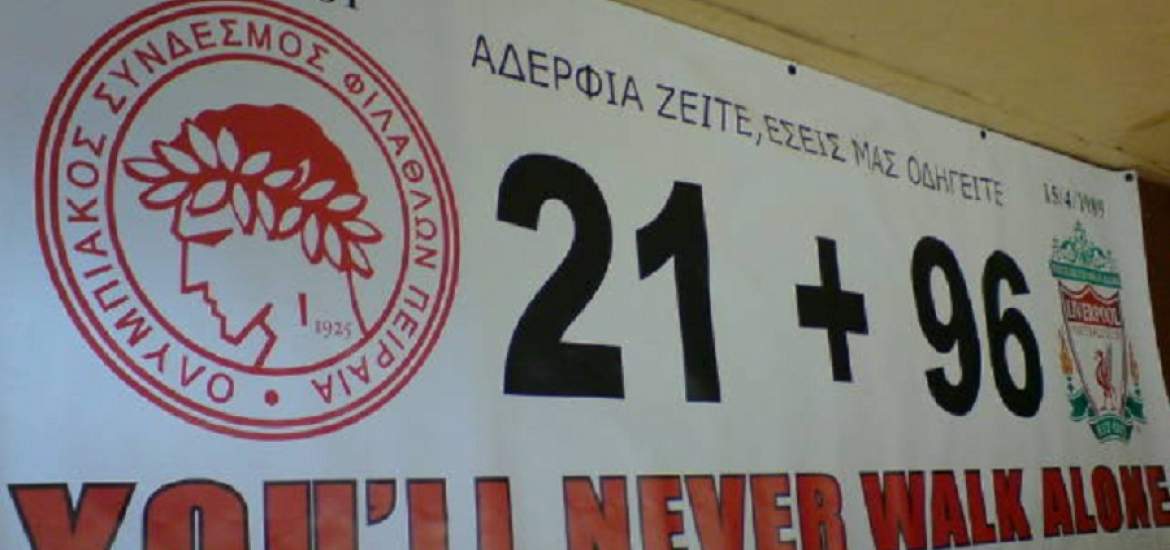 ΟΛΥΜΠΙΑΚΟΣ ΣΥΝΔΕΣΜΟΣ ΦΙΛΑΘΛΩΝ ΠΕΙΡΑΙΑ
1925
ΑΔΕΡΦΙΑ ΖΕΙΤΕ, ΕΣΕΙΣ ΜΑΣ ΟΔΗΓΕΙΤΕ
15/4/1989
21 + 96
LIVERPOOL
YOU'LL NEVER WALK ALONE